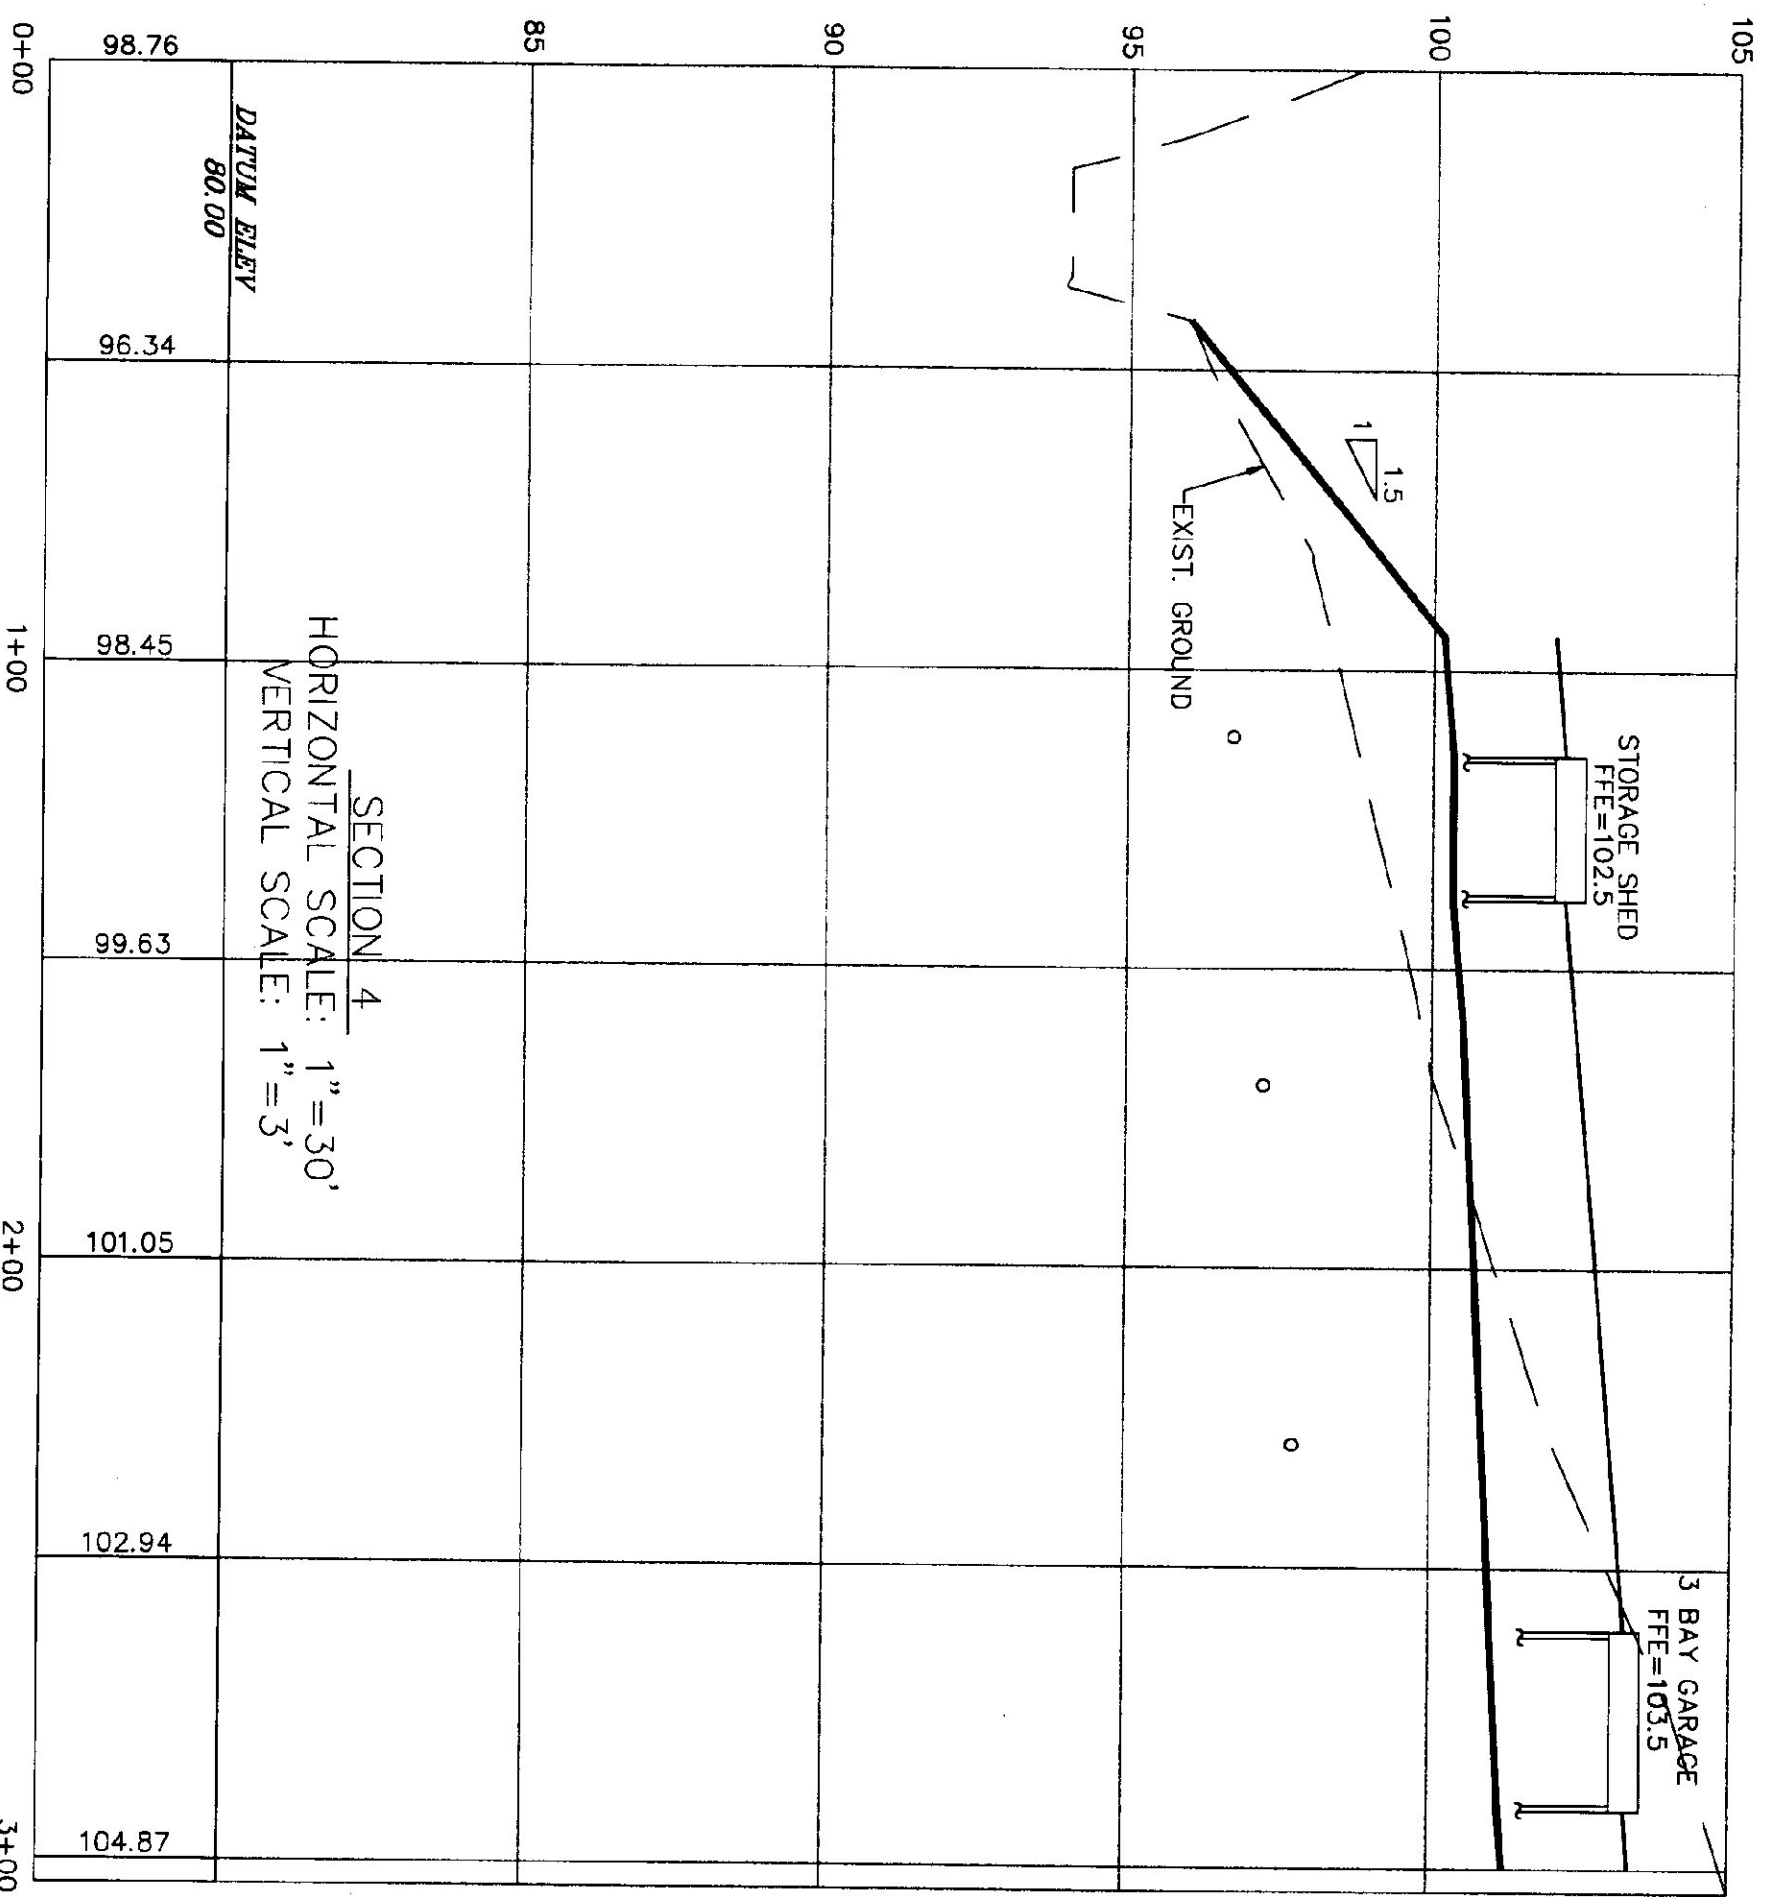 105
100
95
90
85
DATUM ELEV
80.00
1
1.5
EXIST. GROUND
STORAGE SHED
FFE=102.5
3 BAY GARAGE
FFE=103.5
98.76
96.34
98.45
99.63
101.05
102.94
104.87
0+00
1+00
2+00
3+00
SECTION 4
HORIZONTAL SCALE: 1"=30'
VERTICAL SCALE: 1"=3'